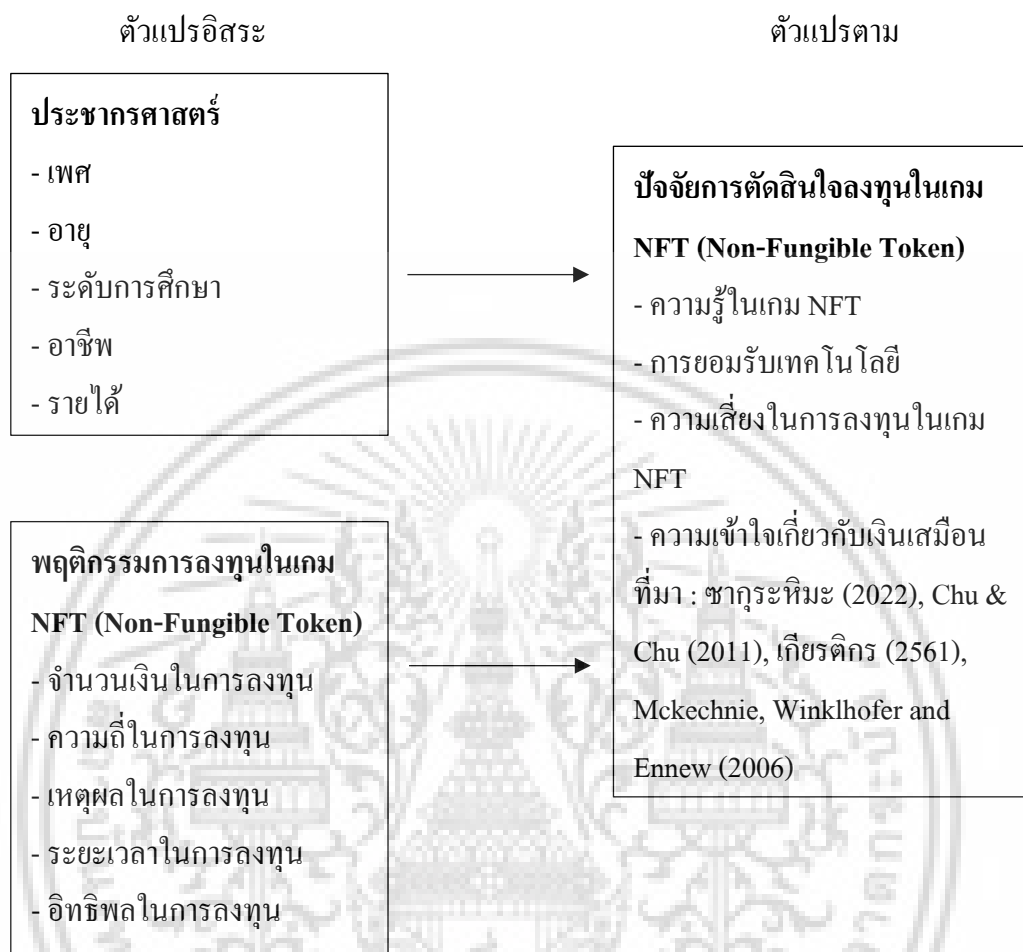 ตัวแปรอิสระ
ตัวแปรตาม
ประชากรศาสตร์
- เพศ
- อายุ
- ระดับการศึกษา
- อาชีพ
- รายได้
พฤติกรรมการลงทุนในเกม
NFT (Non-Fungible Token)
- จำนวนเงินในการลงทุน
- ความถี่ในการลงทุน
- เหตุผลในการลงทุน
- ระยะเวลาในการลงทุน
- อิทธิพลในการลงทุน
ปัจจัยการตัดสินใจลงทุนในเกม
NFT (Non-Fungible Token)
- ความรู้ในเกม NFT
- การยอมรับเทคโนโลยี
- ความเสี่ยงในการลงทุนในเกม
NFT
- ความเข้าใจเกี่ยวกับเงินเสมือน
ที่มา : ซากุระหิมะ (2022), Chu &
Chu (2011), เกียรติกร (2561),
Mckechnie, Winklhofer and
Ennew (2006)